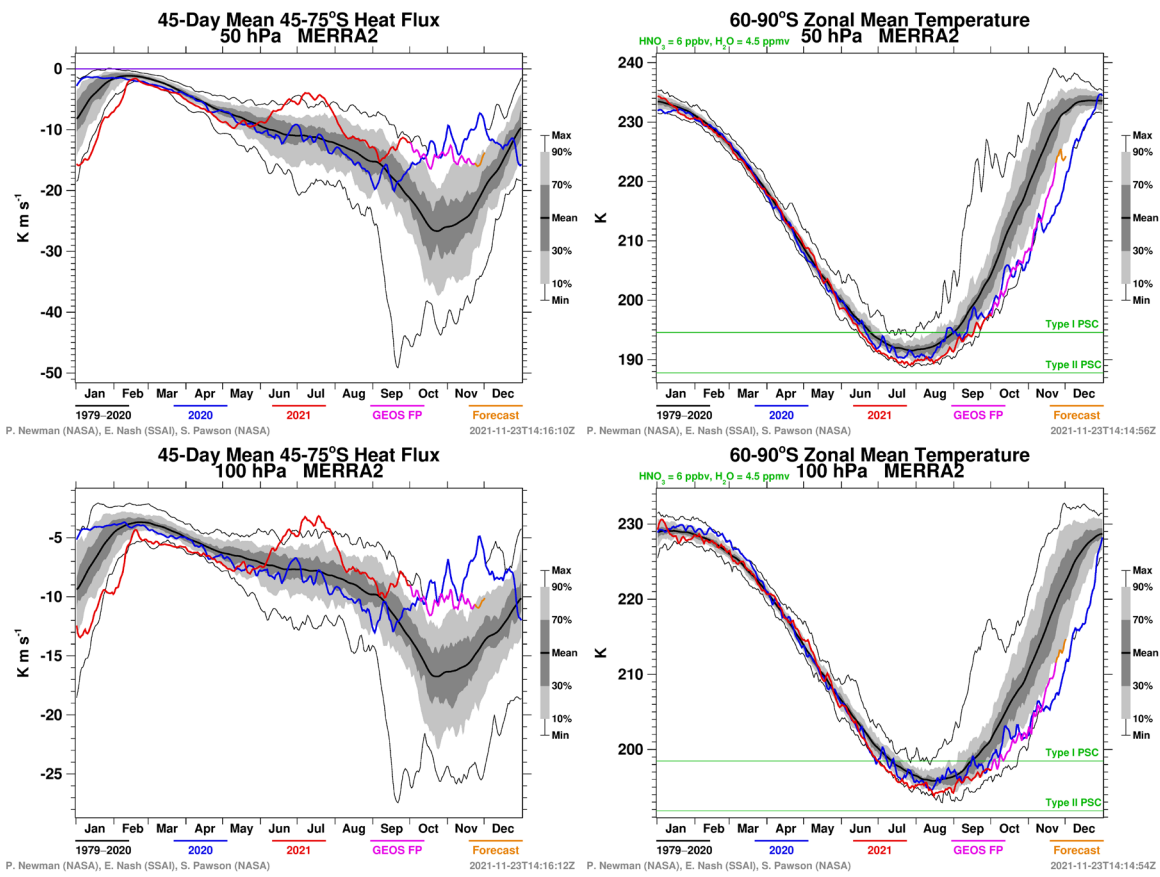 45-Day Mean 45-75°S Heat Flux
50 hPa MERRA2
0
-10
-20
-30
-40
-50
K m s⁻¹
Jan Feb Mar Apr May Jun Jul Aug Sep Oct Nov Dec
1979–2020 2020 2021 GEOS FP Forecast
Max
90%
70%
Mean
30%
10%
Min
P. Newman (NASA), E. Nash (SSAI), S. Pawson (NASA) 2021-11-23T14:16:10Z
60-90°S Zonal Mean Temperature
50 hPa MERRA2
HNO₃ = 6 ppbv, H₂O = 4.5 ppmv
240
230
220
210
200
190
K
Type I PSC
Type II PSC
Jan Feb Mar Apr May Jun Jul Aug Sep Oct Nov Dec
1979–2020 2020 2021 GEOS FP Forecast
Max
90%
70%
Mean
30%
10%
Min
P. Newman (NASA), E. Nash (SSAI), S. Pawson (NASA) 2021-11-23T14:14:56Z
45-Day Mean 45-75°S Heat Flux
100 hPa MERRA2
-5
-10
-15
-20
-25
K m s⁻¹
Jan Feb Mar Apr May Jun Jul Aug Sep Oct Nov Dec
1979–2020 2020 2021 GEOS FP Forecast
Max
90%
70%
Mean
30%
10%
Min
P. Newman (NASA), E. Nash (SSAI), S. Pawson (NASA) 2021-11-23T14:16:12Z
60-90°S Zonal Mean Temperature
100 hPa MERRA2
HNO₃ = 6 ppbv, H₂O = 4.5 ppmv
230
220
210
200
K
Type I PSC
Type II PSC
Jan Feb Mar Apr May Jun Jul Aug Sep Oct Nov Dec
1979–2020 2020 2021 GEOS FP Forecast
Max
90%
70%
Mean
30%
10%
Min
P. Newman (NASA), E. Nash (SSAI), S. Pawson (NASA) 2021-11-23T14:14:54Z